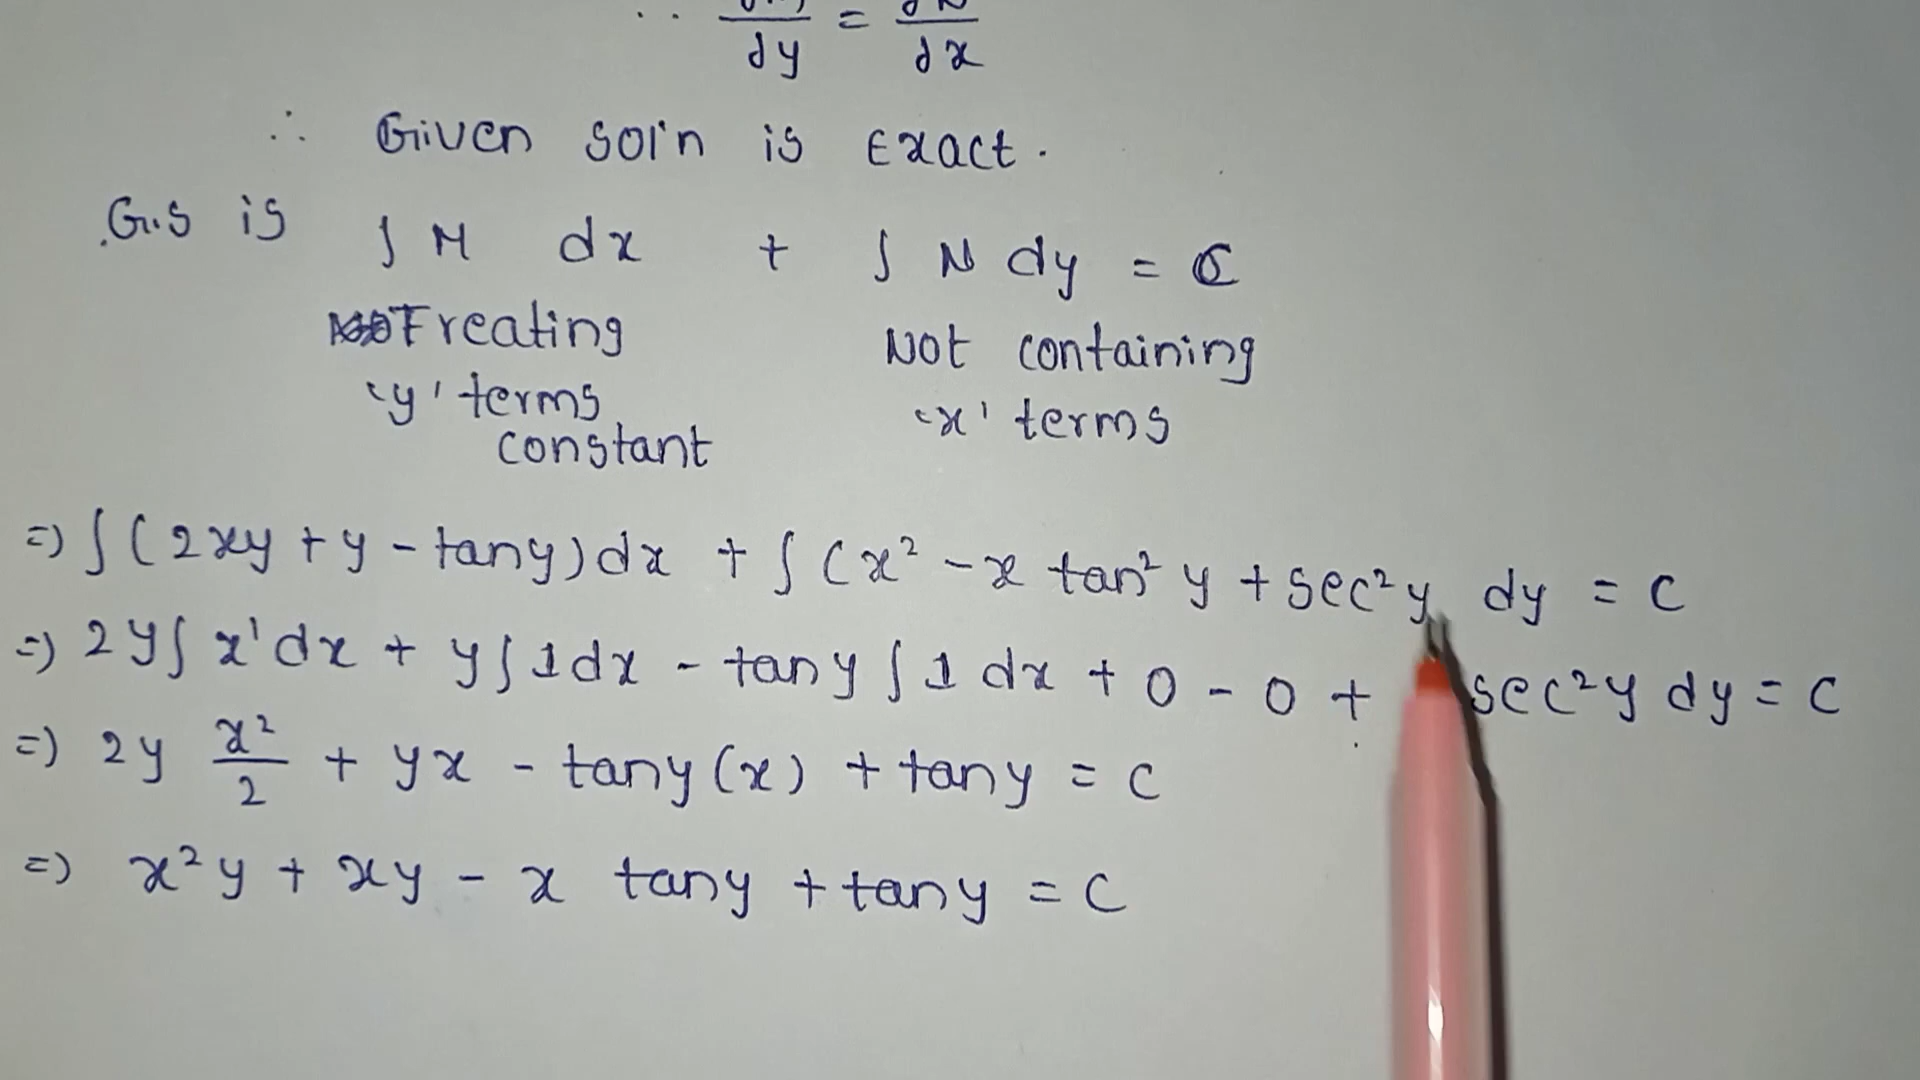 ∴ ∂M/∂y = ∂N/∂x
∴ Given sol'n is Exact.
G.S is ∫ M dx + ∫ N dy = C
Treating 'y' terms constant
Not containing 'x' terms
=) ∫ (2xy + y - tany) dx + ∫ (x² - x tan² y + sec² y dy = c
=) 2y ∫ x¹ dx + y ∫ 1 dx - tany ∫ 1 dx + 0 - 0 + sec² y dy = c
=) 2y x²/2 + yx - tany (x) + tany = c
=) x²y + xy - x tany + tany = c